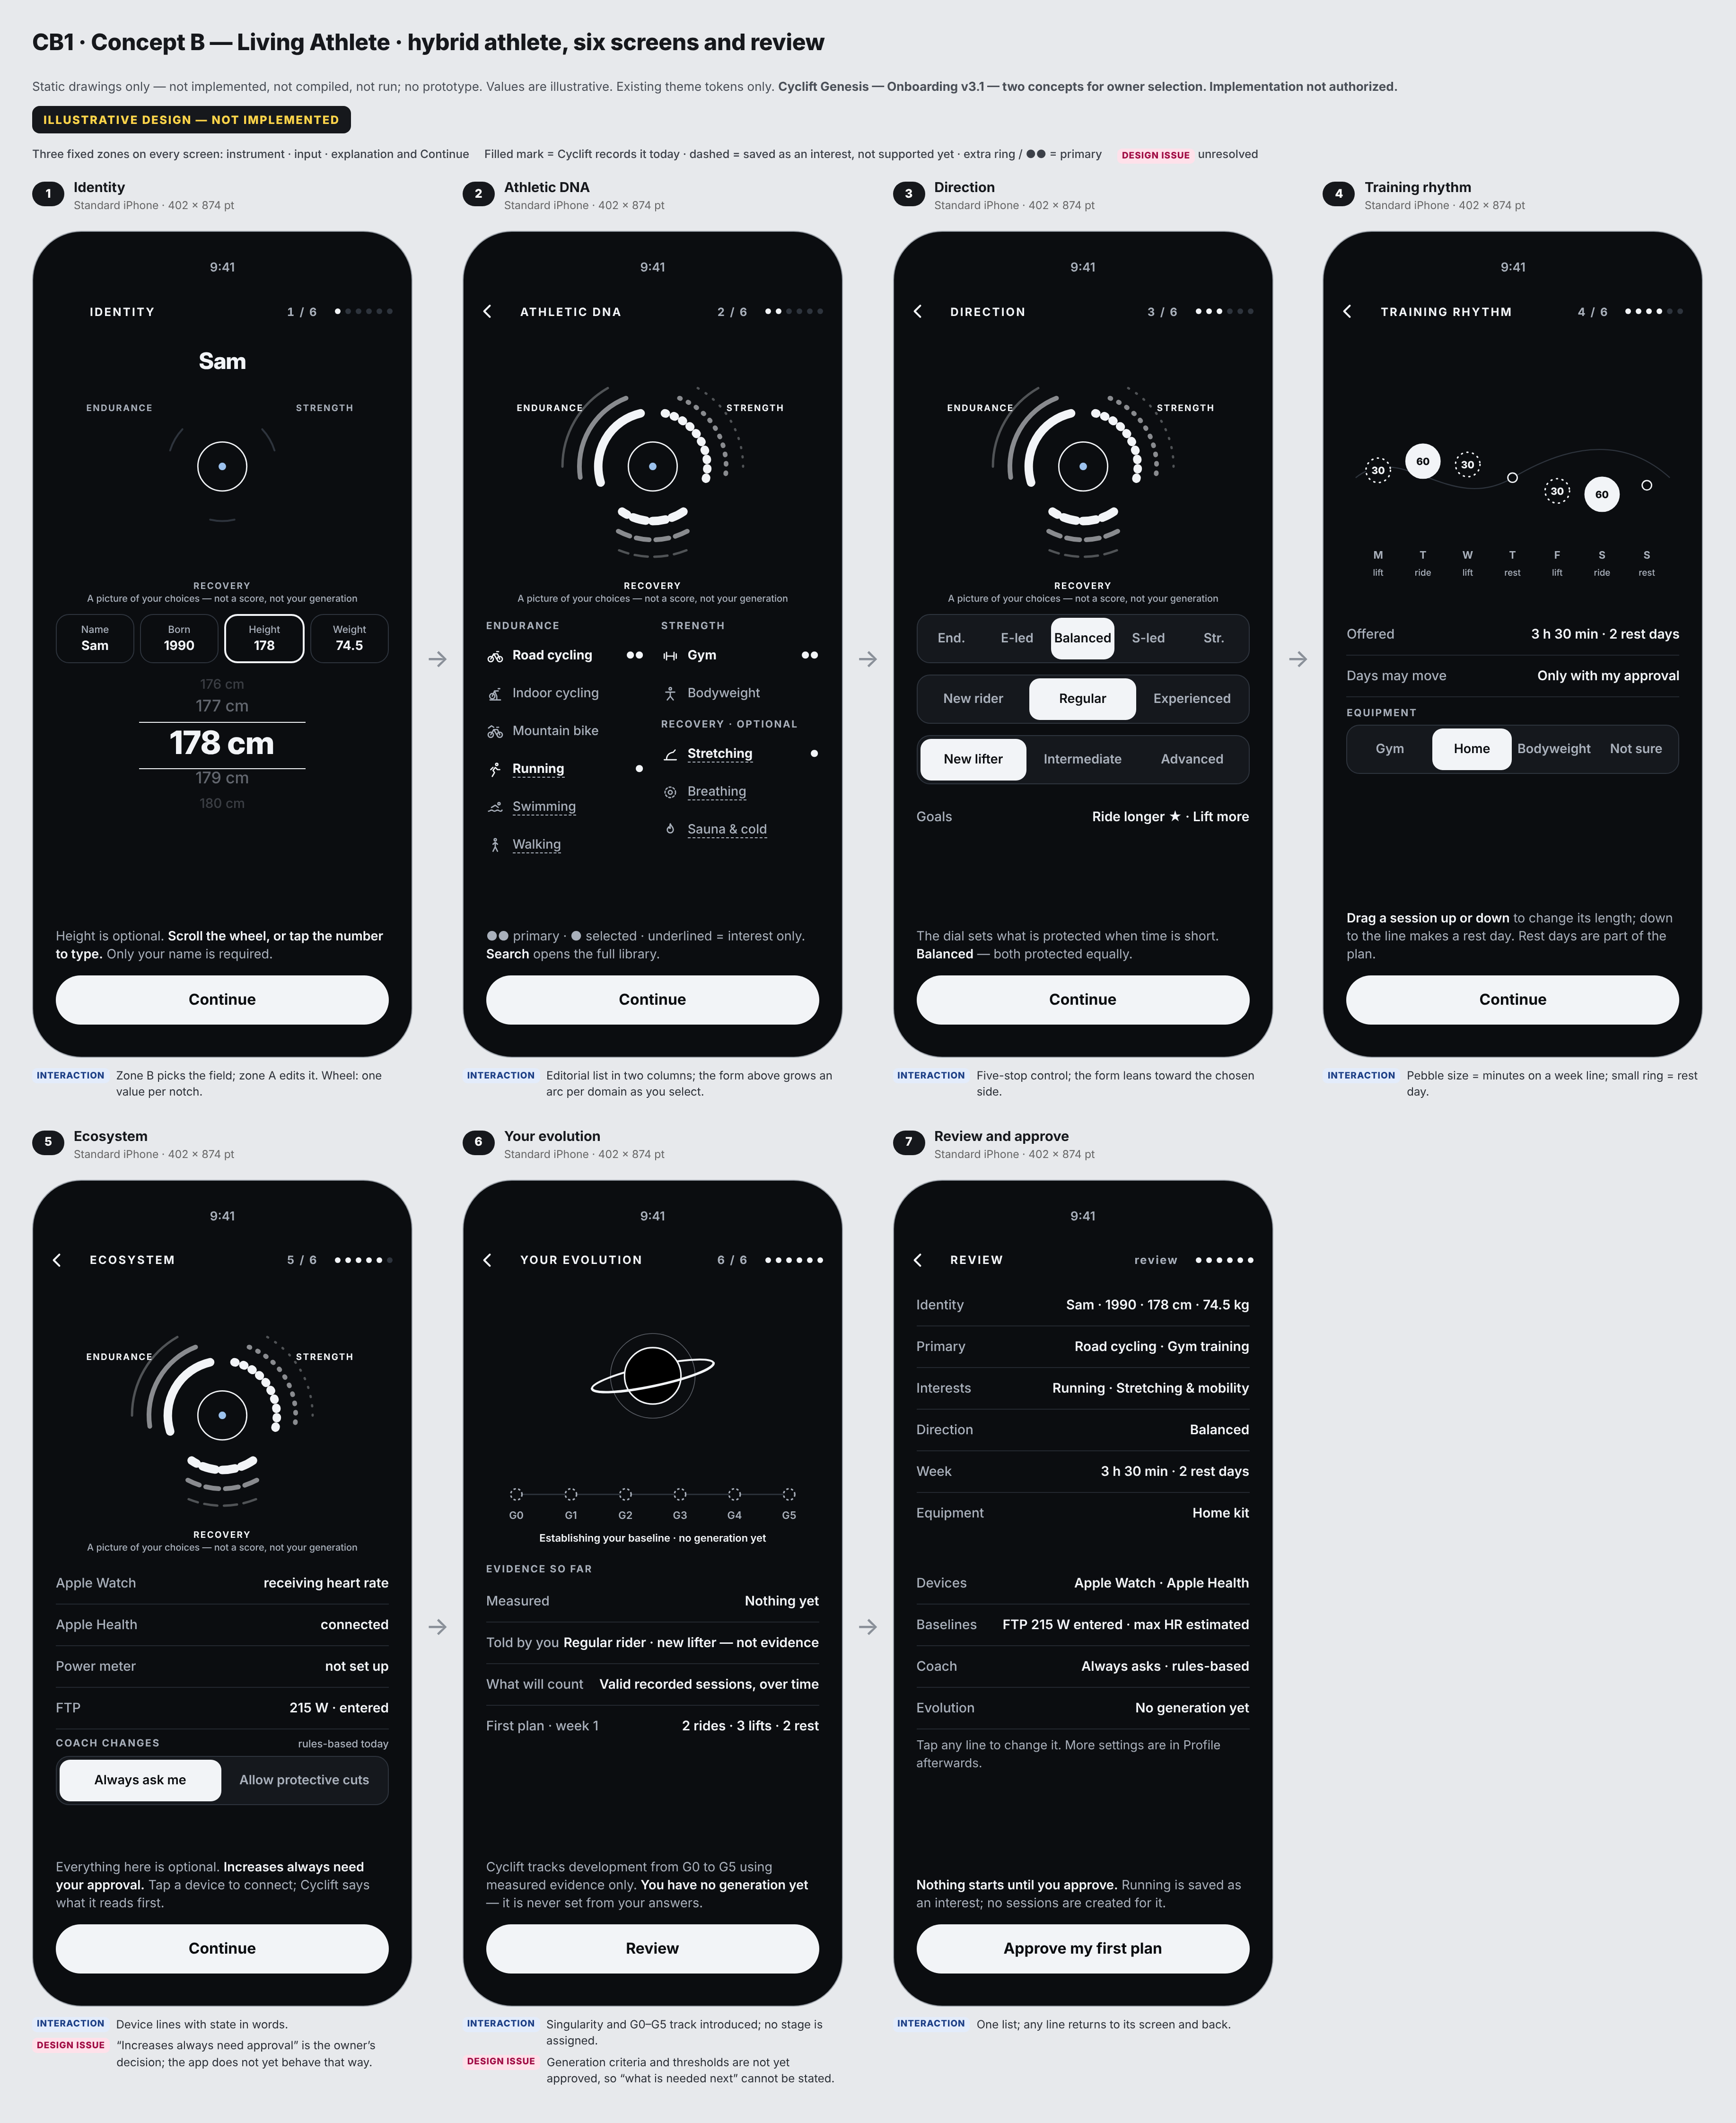 CB1 · Concept B — Living Athlete · hybrid athlete, six screens and review
Static drawings only — not implemented, not compiled, not run; no prototype. Values are illustrative. Existing theme tokens only. Cyclift Genesis — Onboarding v3.1 — two concepts for owner selection. Implementation not authorized.
ILLUSTRATIVE DESIGN — NOT IMPLEMENTED
Three fixed zones on every screen: instrument · input · explanation and Continue Filled mark = Cyclift records it today · dashed = saved as an interest, not supported yet · extra ring / ●● = primary DESIGN ISSUE unresolved
1 Identity
Standard iPhone · 402 × 874 pt
9:41
IDENTITY 1 / 6
Sam
ENDURANCE STRENGTH
RECOVERY
A picture of your choices — not a score, not your generation
Name Born Height Weight
Sam 1990 178 74.5
176 cm
177 cm
178 cm
179 cm
180 cm
Height is optional. Scroll the wheel, or tap the number
to type. Only your name is required.
Continue
INTERACTION Zone B picks the field; zone A edits it. Wheel: one
value per notch.
2 Athletic DNA
Standard iPhone · 402 × 874 pt
9:41
ATHLETIC DNA 2 / 6
ENDURANCE STRENGTH
RECOVERY
A picture of your choices — not a score, not your generation
ENDURANCE
Road cycling ●●
Indoor cycling
Mountain bike
Running ●
Swimming
Walking
STRENGTH
Gym ●●
Bodyweight
RECOVERY · OPTIONAL
Stretching ●
Breathing
Sauna & cold
●● primary · ● selected · underlined = interest only.
Search opens the full library.
Continue
INTERACTION Editorial list in two columns; the form above grows an
arc per domain as you select.
3 Direction
Standard iPhone · 402 × 874 pt
9:41
DIRECTION 3 / 6
ENDURANCE STRENGTH
RECOVERY
A picture of your choices — not a score, not your generation
End. E-led Balanced S-led Str.
New rider Regular Experienced
New lifter Intermediate Advanced
Goals Ride longer ★ · Lift more
The dial sets what is protected when time is short.
Balanced — both protected equally.
Continue
INTERACTION Five-stop control; the form leans toward the chosen
side.
4 Training rhythm
Standard iPhone · 402 × 874 pt
9:41
TRAINING RHYTHM 4 / 6
30 60 30 30 60
M T W T F S S
lift ride lift rest lift ride rest
Offered 3 h 30 min · 2 rest days
Days may move Only with my approval
EQUIPMENT
Gym Home Bodyweight Not sure
Drag a session up or down to change its length; down
to the line makes a rest day. Rest days are part of the
plan.
Continue
INTERACTION Pebble size = minutes on a week line; small ring = rest
day.
5 Ecosystem
Standard iPhone · 402 × 874 pt
9:41
ECOSYSTEM 5 / 6
ENDURANCE STRENGTH
RECOVERY
A picture of your choices — not a score, not your generation
Apple Watch receiving heart rate
Apple Health connected
Power meter not set up
FTP 215 W · entered
COACH CHANGES rules-based today
Always ask me Allow protective cuts
Everything here is optional. Increases always need
your approval. Tap a device to connect; Cyclift says
what it reads first.
Continue
INTERACTION Device lines with state in words.
DESIGN ISSUE “Increases always need approval” is the owner’s
decision; the app does not yet behave that way.
6 Your evolution
Standard iPhone · 402 × 874 pt
9:41
YOUR EVOLUTION 6 / 6
G0 G1 G2 G3 G4 G5
Establishing your baseline · no generation yet
EVIDENCE SO FAR
Measured Nothing yet
Told by you Regular rider · new lifter — not evidence
What will count Valid recorded sessions, over time
First plan · week 1 2 rides · 3 lifts · 2 rest
Cyclift tracks development from G0 to G5 using
measured evidence only. You have no generation yet
— it is never set from your answers.
Review
INTERACTION Singularity and G0–G5 track introduced; no stage is
assigned.
DESIGN ISSUE Generation criteria and thresholds are not yet
approved, so “what is needed next” cannot be stated.
7 Review and approve
Standard iPhone · 402 × 874 pt
9:41
REVIEW review
Identity Sam · 1990 · 178 cm · 74.5 kg
Primary Road cycling · Gym training
Interests Running · Stretching & mobility
Direction Balanced
Week 3 h 30 min · 2 rest days
Equipment Home kit
Devices Apple Watch · Apple Health
Baselines FTP 215 W entered · max HR estimated
Coach Always asks · rules-based
Evolution No generation yet
Tap any line to change it. More settings are in Profile
afterwards.
Nothing starts until you approve. Running is saved as
an interest; no sessions are created for it.
Approve my first plan
INTERACTION One list; any line returns to its screen and back.